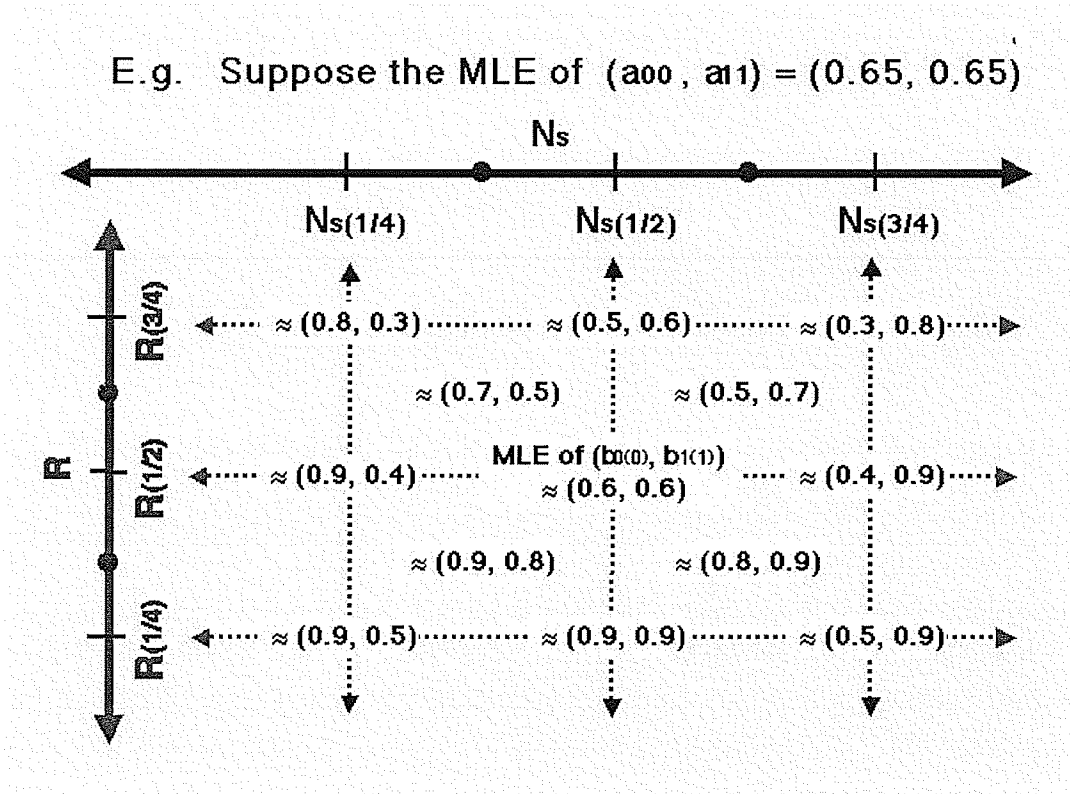 E.g. Suppose the MLE of (a00, a11) = (0.65, 0.65)
Ns
Ns(1/4) Ns(1/2) Ns(3/4)
R
R(3/4)
≈ (0.8, 0.3) ≈ (0.5, 0.6) ≈ (0.3, 0.8)
≈ (0.7, 0.5) ≈ (0.5, 0.7)
R(1/2)
MLE of (b0(0), b1(1))
≈ (0.9, 0.4) ≈ (0.6, 0.6) ≈ (0.4, 0.9)
≈ (0.9, 0.8) ≈ (0.8, 0.9)
R(1/4)
≈ (0.9, 0.5) ≈ (0.9, 0.9) ≈ (0.5, 0.9)